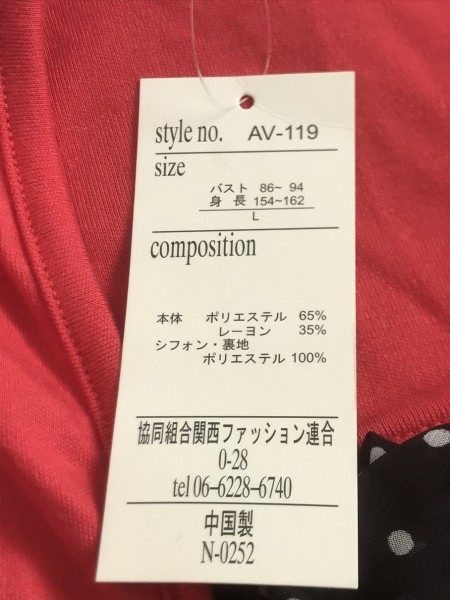 style no. AV-119
size
バスト 86~ 94
身 長 154~162
L
composition
本体 ポリエステル 65%
レーヨン 35%
シフォン・裏地
ポリエステル 100%
協同組合関西ファッション連合
0-28
tel 06-6228-6740
中国製
N-0252